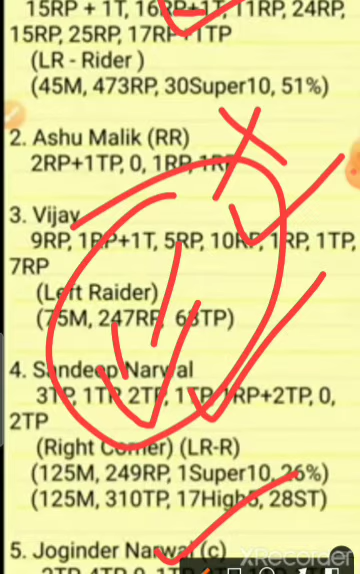 15RP + 1T, 16RP+1T, 11RP, 24RP,
15RP, 25RP, 17RP+1TP
(LR - Rider )
(45M, 473RP, 30Super10, 51%)
2. Ashu Malik (RR)
2RP+1TP, 0, 1RP, 1RP
3. Vijay
9RP, 1RP+1T, 5RP, 10RP, 1RP, 1TP,
7RP
(Left Raider)
(75M, 247RP, 68TP)
4. Sandeep Narwal
3TP, 1TP 2TP, 1TP, 1RP+2TP, 0,
2TP
(Right Corner) (LR-R)
(125M, 249RP, 1Super10, 26%)
(125M, 310TP, 17High5, 28ST)
5. Joginder Narwal (c)
XRecorder